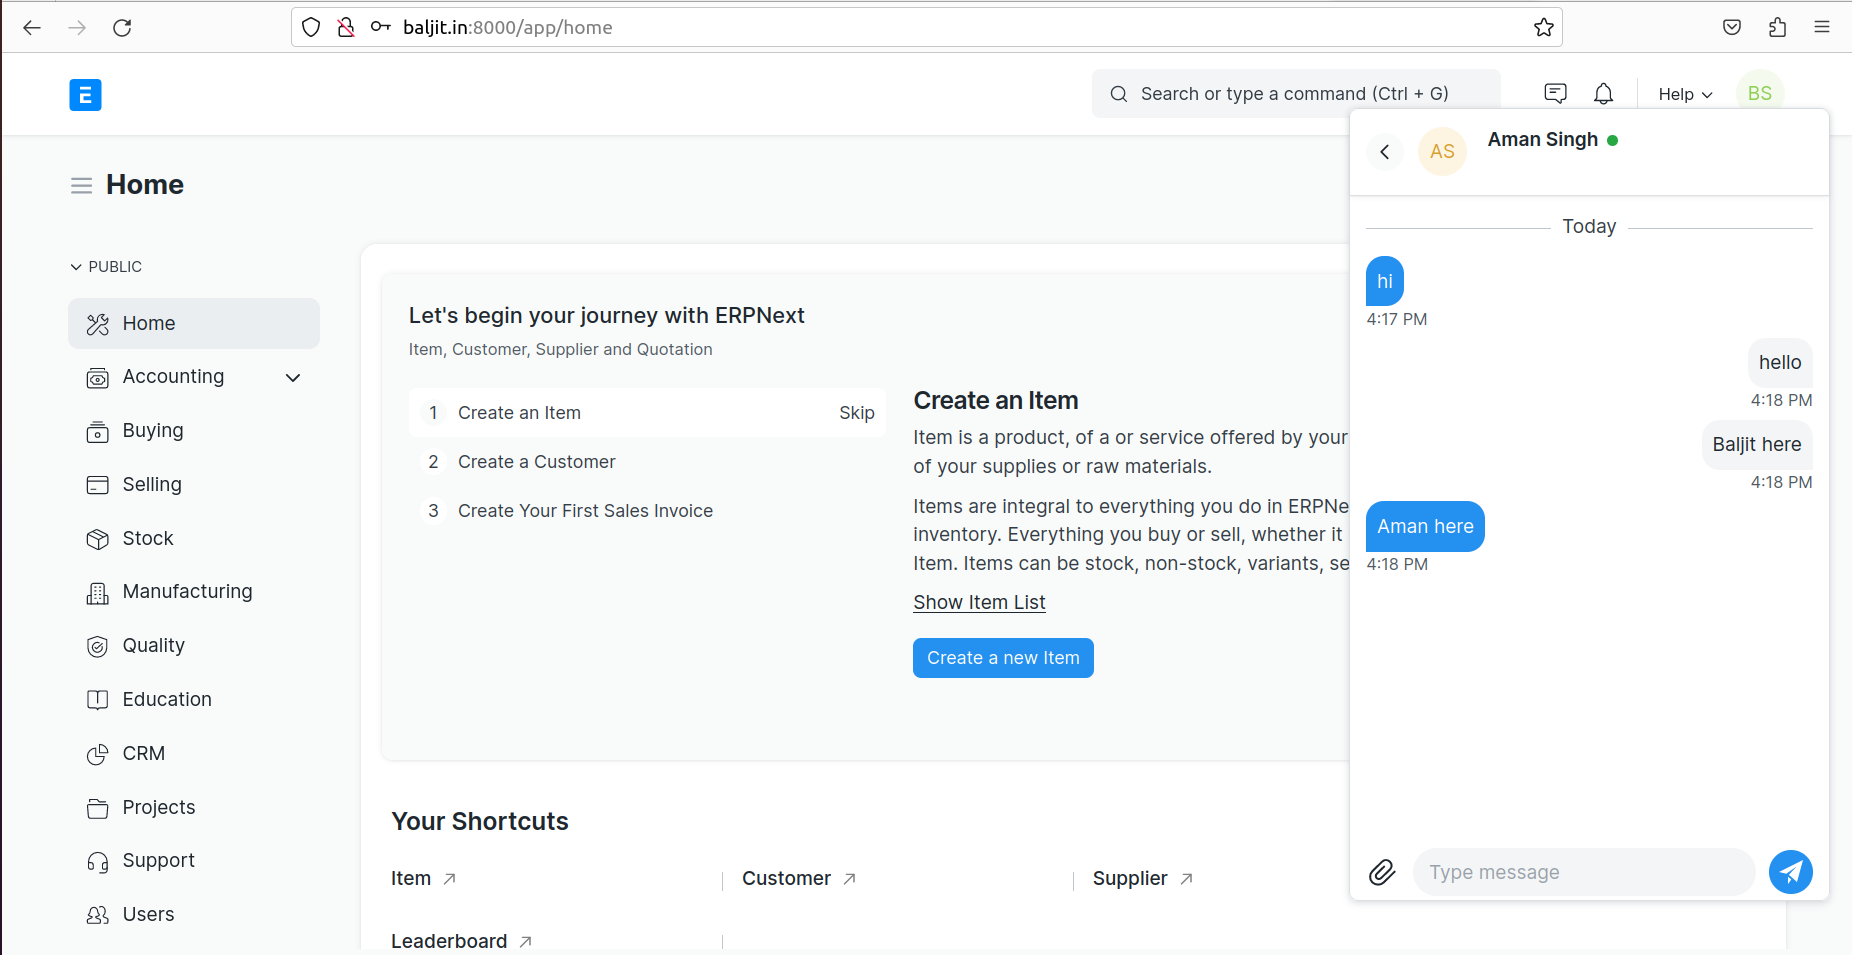 baljit.in:8000/app/home
E
Search or type a command (Ctrl + G)
Help
BS
Home
PUBLIC
Home
Accounting
Buying
Selling
Stock
Manufacturing
Quality
Education
CRM
Projects
Support
Users
Let's begin your journey with ERPNext
Item, Customer, Supplier and Quotation
1 Create an Item Skip
2 Create a Customer
3 Create Your First Sales Invoice
Create an Item
Item is a product, of a or service offered by your
of your supplies or raw materials.
Items are integral to everything you do in ERPNe
inventory. Everything you buy or sell, whether it
Item. Items can be stock, non-stock, variants, se
Show Item List
Create a new Item
Your Shortcuts
Item Customer Supplier
Leaderboard
AS Aman Singh
Today
hi
4:17 PM
hello
4:18 PM
Baljit here
4:18 PM
Aman here
4:18 PM
Type message